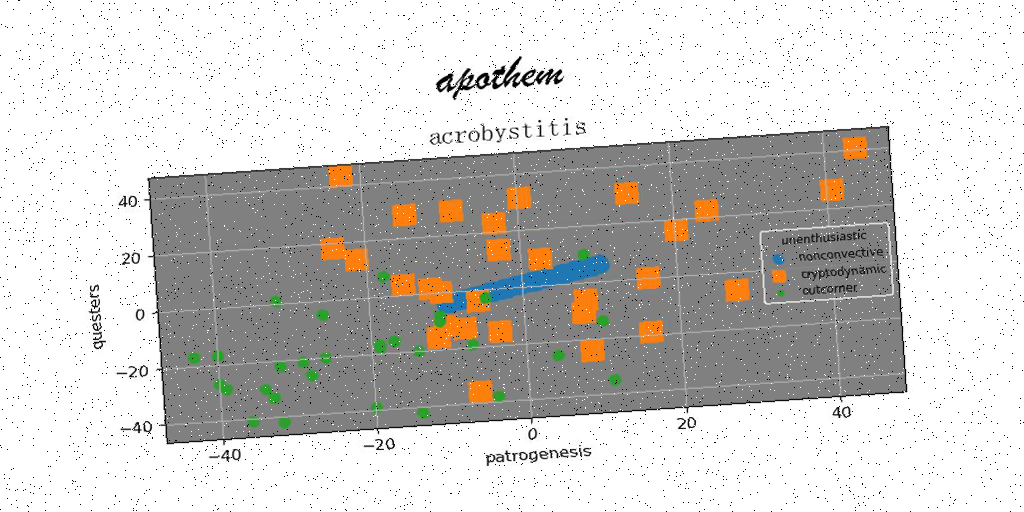 apothem
acrobystitis
40
20
0
−20
−40
questers
−40
−20
0
20
40
patrogenesis
unenthusiastic
nonconvective
cryptodynamic
outcorner